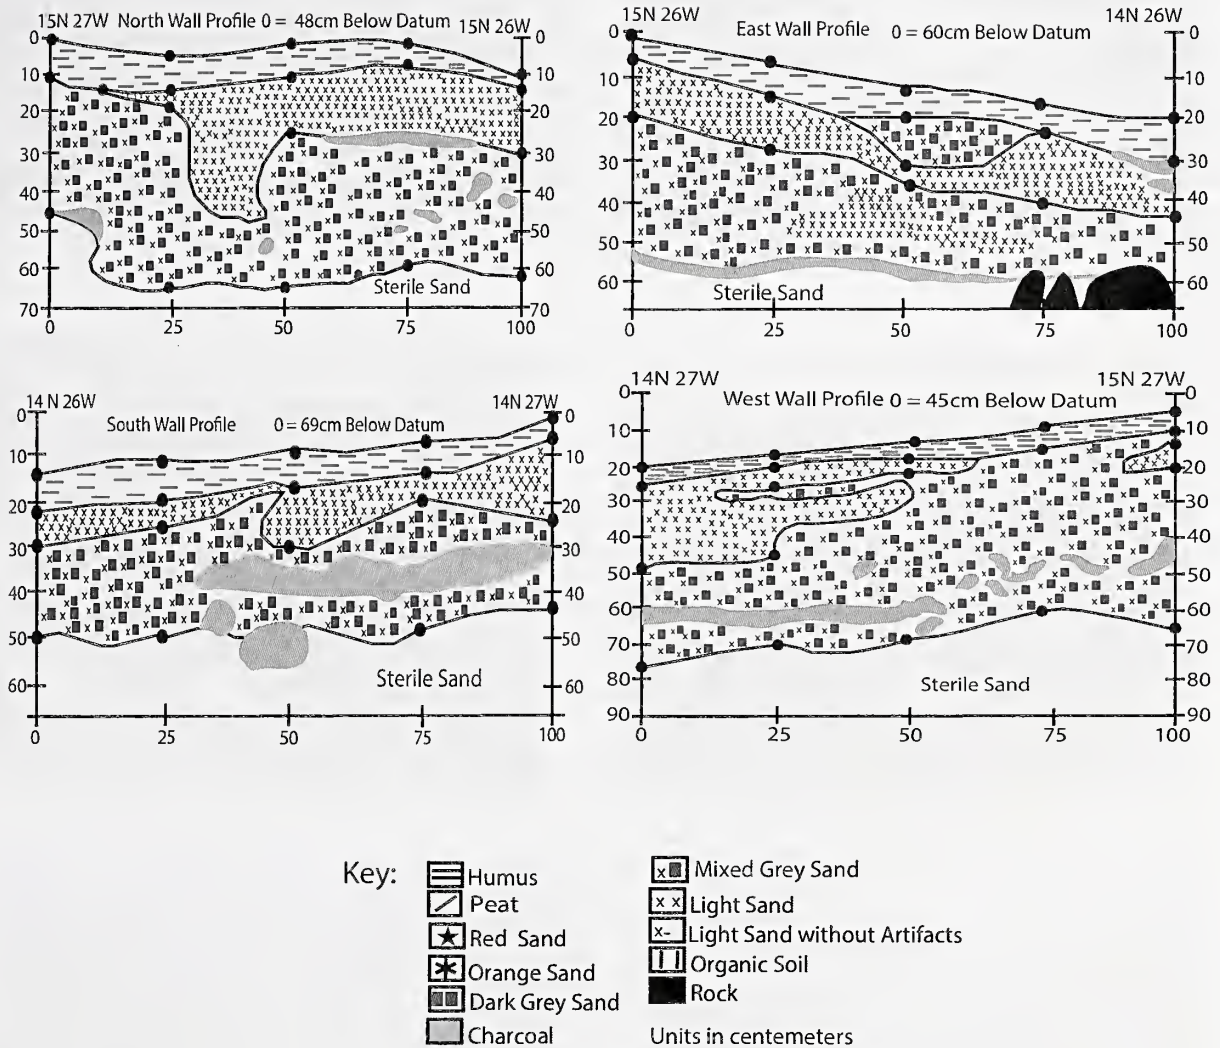 15N 27W North Wall Profile 0 = 48cm Below Datum 15N 26W
0 0
10 10
20 20
30 30
40 40
50 50
60 60
70 70
Sterile Sand
0 25 50 75 100
15N 26W East Wall Profile 0 = 60cm Below Datum 14N 26W
0 0
10 10
20 20
30 30
40 40
50 50
60 60
Sterile Sand
0 25 50 75 100
14 N 26W South Wall Profile 0 = 69cm Below Datum 14N 27W
0 0
10 10
20 20
30 30
40 40
50 50
60 60
Sterile Sand
0 25 50 75 100
14N 27W West Wall Profile 0 = 45cm Below Datum 15N 27W
0 0
10 10
20 20
30 30
40 40
50 50
60 60
70 70
80 80
90 90
Sterile Sand
0 25 50 75 100
Key:
Humus
Peat
Red Sand
Orange Sand
Dark Grey Sand
Charcoal
Mixed Grey Sand
Light Sand
Light Sand without Artifacts
Organic Soil
Rock
Units in centemeters